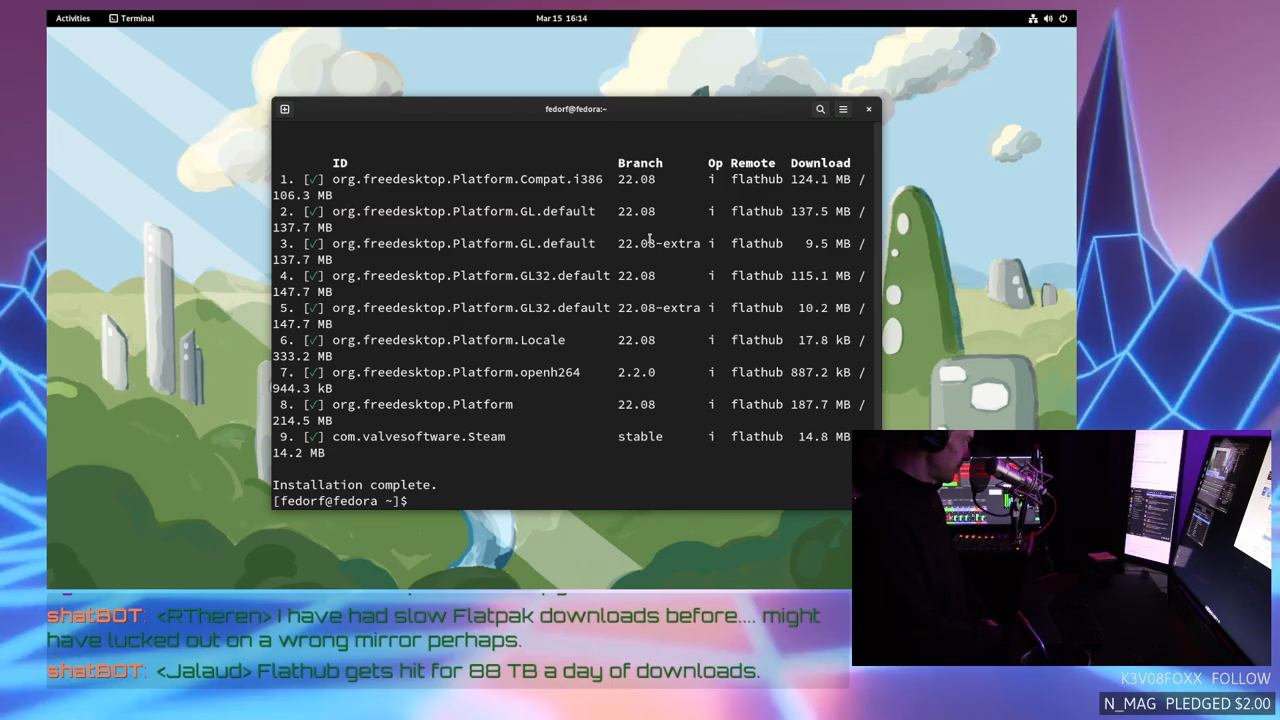 Activities Terminal Mar 15 16:14
fedorf@fedora:~
ID Branch Op Remote Download
1. [✓] org.freedesktop.Platform.Compat.i386 22.08 i flathub 124.1 MB /
106.3 MB
2. [✓] org.freedesktop.Platform.GL.default 22.08 i flathub 137.5 MB /
137.7 MB
3. [✓] org.freedesktop.Platform.GL.default 22.08-extra i flathub 9.5 MB /
137.7 MB
4. [✓] org.freedesktop.Platform.GL32.default 22.08 i flathub 115.1 MB /
147.7 MB
5. [✓] org.freedesktop.Platform.GL32.default 22.08-extra i flathub 10.2 MB /
147.7 MB
6. [✓] org.freedesktop.Platform.Locale 22.08 i flathub 17.8 kB /
333.2 MB
7. [✓] org.freedesktop.Platform.openh264 2.2.0 i flathub 887.2 kB /
944.3 kB
8. [✓] org.freedesktop.Platform 22.08 i flathub 187.7 MB /
214.5 MB
9. [✓] com.valvesoftware.Steam stable i flathub 14.8 MB
14.2 MB
Installation complete.
[fedorf@fedora ~]$
shatBOT: <RTheren> I have had slow Flatpak downloads before.... might
have lucked out on a wrong mirror perhaps.
shatBOT: <Jalaud> Flathub gets hit for 88 TB a day of downloads.
K3V08FOXX FOLLOW
N_MAG PLEDGED $2.00